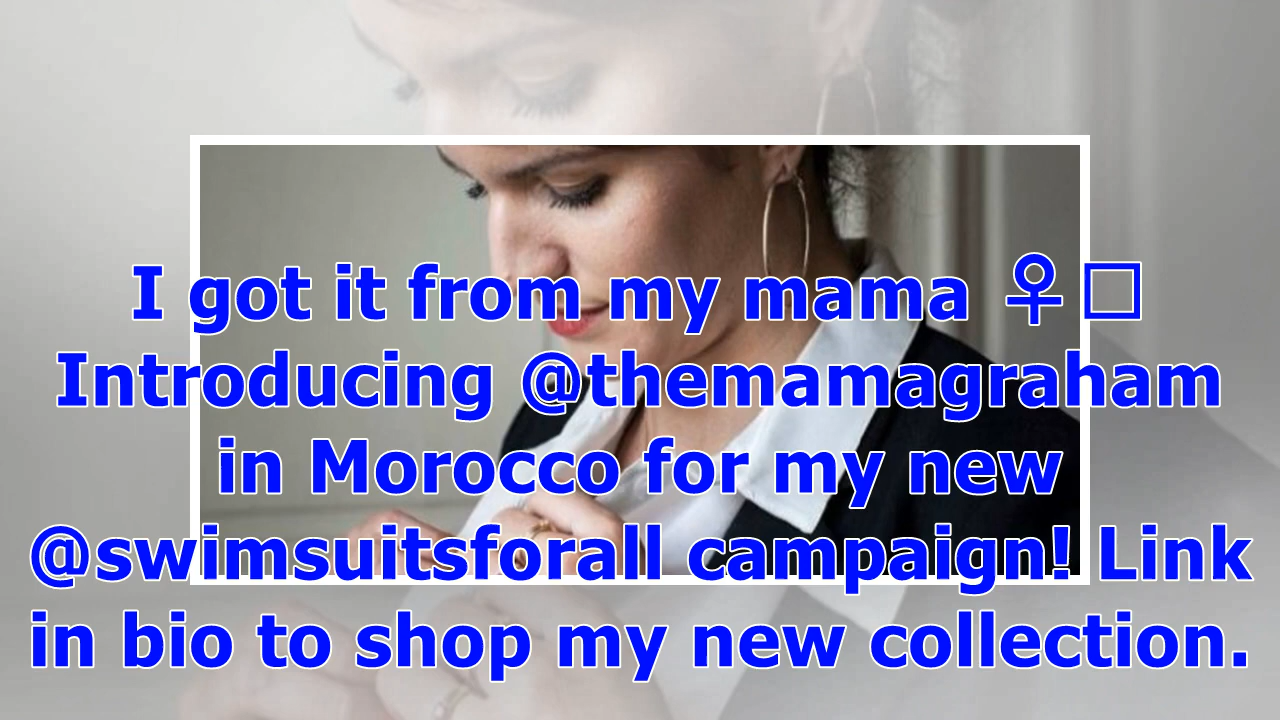 I got it from my mama ♀□
Introducing @themamagraham
in Morocco for my new
@swimsuitsforall campaign! Link
in bio to shop my new collection.